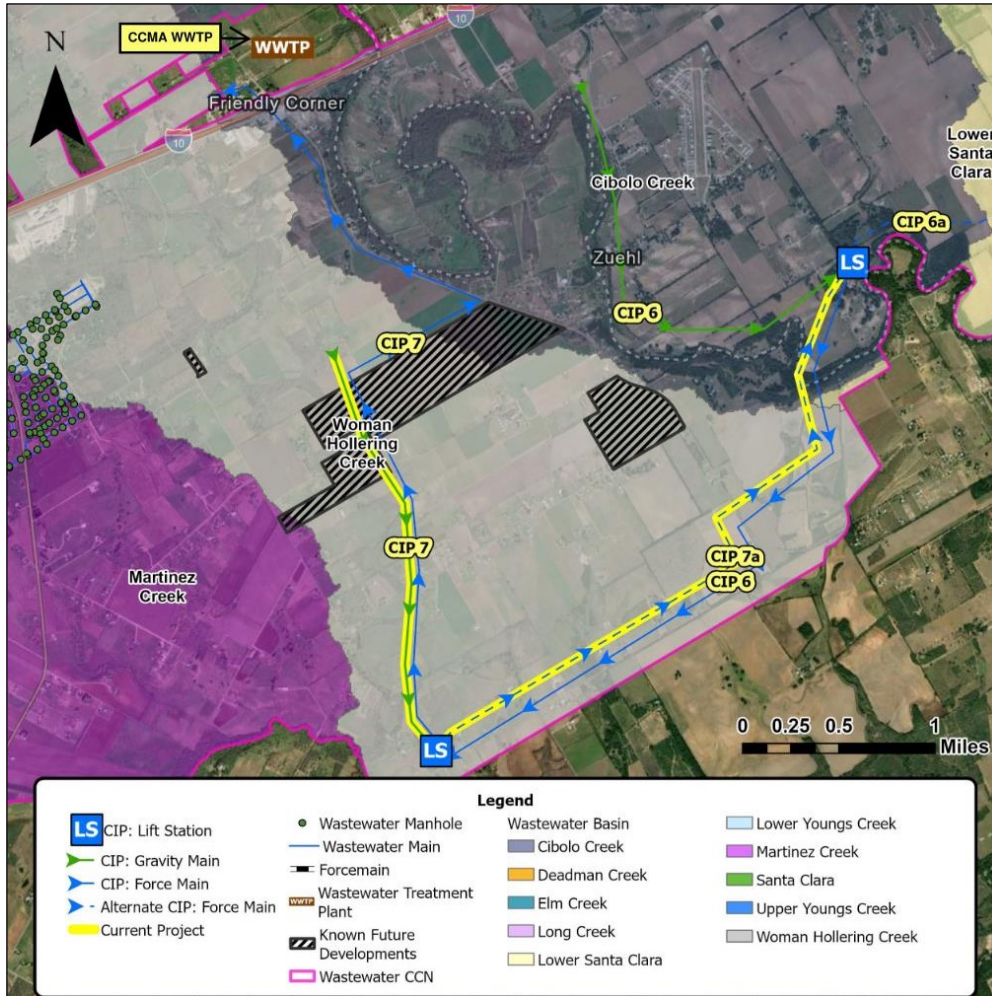 CCMA WWTP
WWTP
10
N
Friendly Corner
10
Lower
Santa
Clara
Cibolo Creek
CIP 6a
Zuehl
LS
CIP 6
CIP 7
Woman
Hollering
Creek
CIP 7
CIP 7a
CIP 6
Martinez
Creek
LS
0 0.25 0.5 1
Miles
Legend
LS CIP: Lift Station
CIP: Gravity Main
CIP: Force Main
Alternate CIP: Force Main
Current Project
Wastewater Manhole
Wastewater Main
Forcemain
WWTP Wastewater Treatment
Plant
Known Future
Developments
Wastewater CCN
Wastewater Basin
Cibolo Creek
Deadman Creek
Elm Creek
Long Creek
Lower Santa Clara
Lower Youngs Creek
Martinez Creek
Santa Clara
Upper Youngs Creek
Woman Hollering Creek